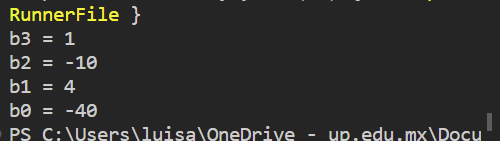 RunnerFile }
b3 = 1
b2 = -10
b1 = 4
b0 = -40
PS C:\Users\luisa\OneDrive - up.edu.mx\Docu